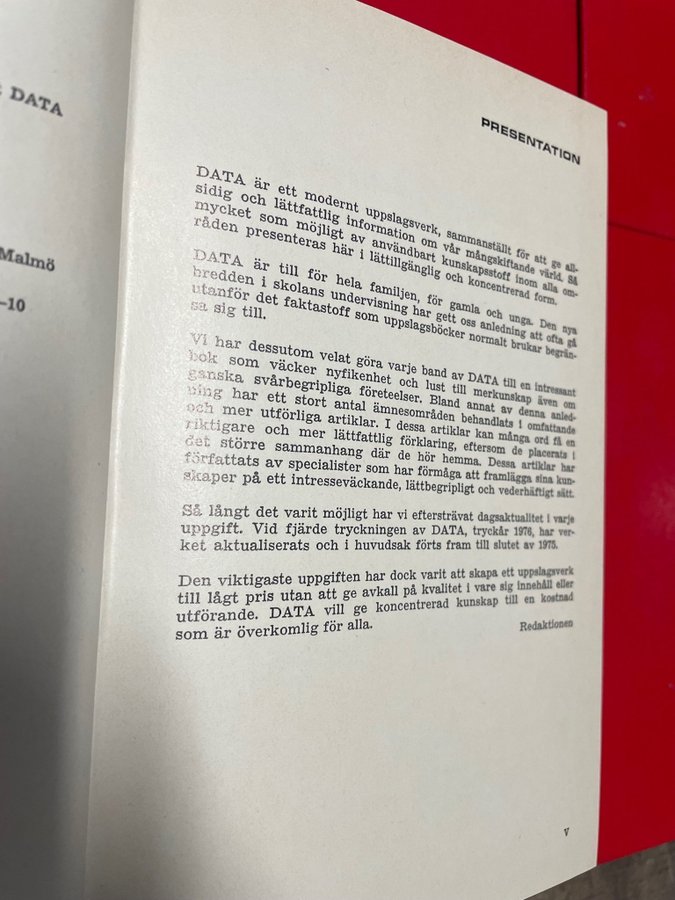 DATA
Malmö
–10
PRESENTATION
DATA är ett modernt uppslagsverk, sammanställt för att ge all-
sidig och lättfattlig information om vår mångskiftande värld. Så
mycket som möjligt av användbart kunskapsstoff inom alla om-
råden presenteras här i lättillgänglig och koncentrerad form.
DATA är till för hela familjen, för gamla och unga. Den nya
bredden i skolans undervisning har gett oss anledning att ofta gå
utanför det faktastoff som uppslagsböcker normalt brukar begrän-
sa sig till.
Vi har dessutom velat göra varje band av DATA till en intressant
bok som väcker nyfikenhet och lust till merkunskap även om
ganska svårbegripliga företeelser. Bland annat av denna anled-
ning har ett stort antal ämnesområden behandlats i omfattande
och mer utförliga artiklar. I dessa artiklar kan många ord få en
riktigare och mer lättfattlig förklaring, eftersom de placerats i
det större sammanhang där de hör hemma. Dessa artiklar har
författats av specialister som har förmåga att framlägga sina kun-
skaper på ett intresseväckande, lättbegripligt och vederhäftigt sätt.
Så långt det varit möjligt har vi eftersträvat dagsaktualitet i varje
uppgift. Vid fjärde tryckningen av DATA, tryckår 1976, har ver-
ket aktualiserats och i huvudsak förts fram till slutet av 1975.
Den viktigaste uppgiften har dock varit att skapa ett uppslagsverk
till lågt pris utan att ge avkall på kvalitet i vare sig innehåll eller
utförande. DATA vill ge koncentrerad kunskap till en kostnad
som är överkomlig för alla.
Redaktionen
V